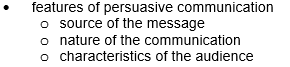 • features of persuasive communication
o source of the message
o nature of the communication
o characteristics of the audience